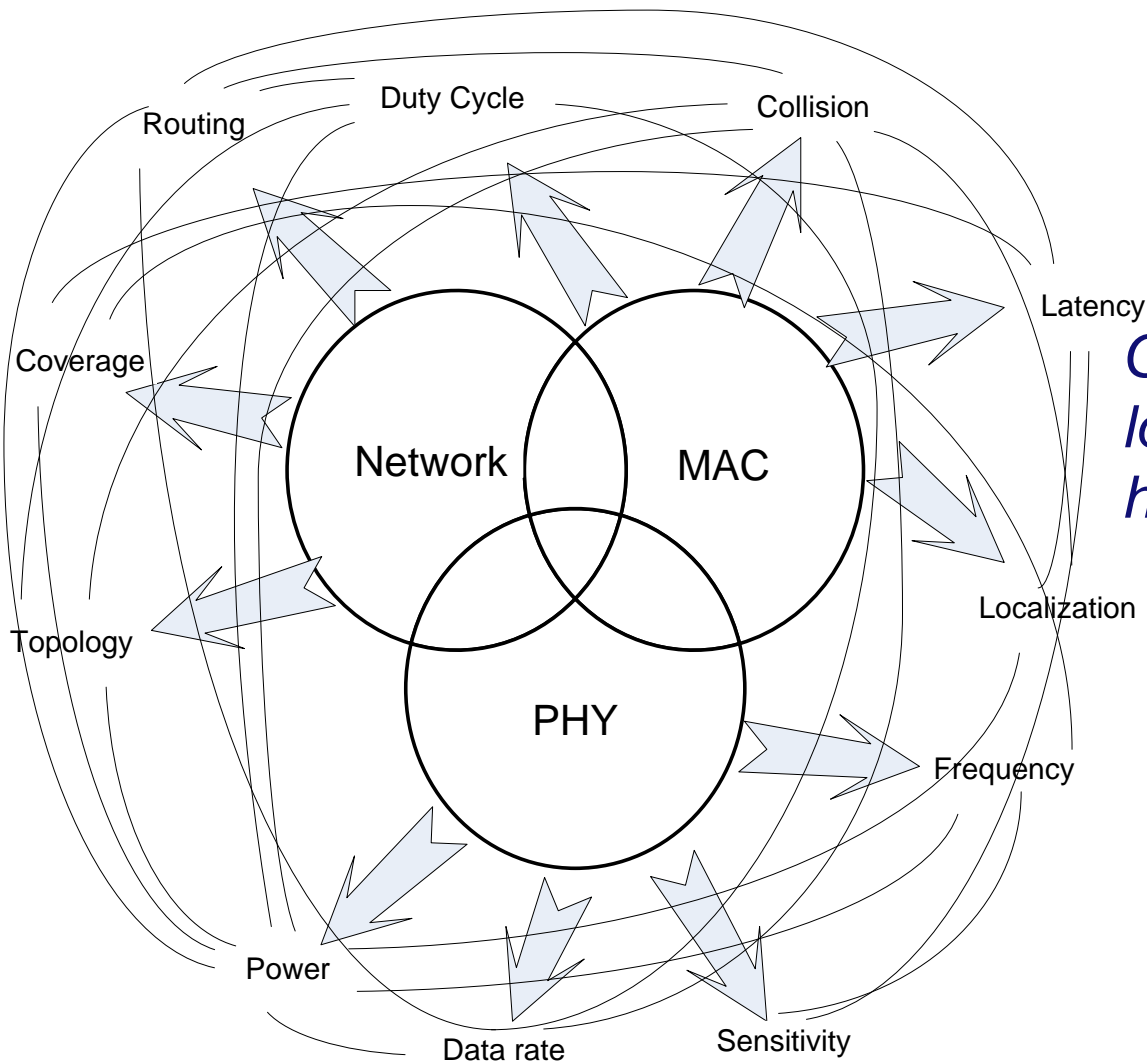 Duty Cycle
Collision
Routing
Latency
Coverage
Network
MAC
Localization
Topology
PHY
Frequency
Power
Sensitivity
Data rate